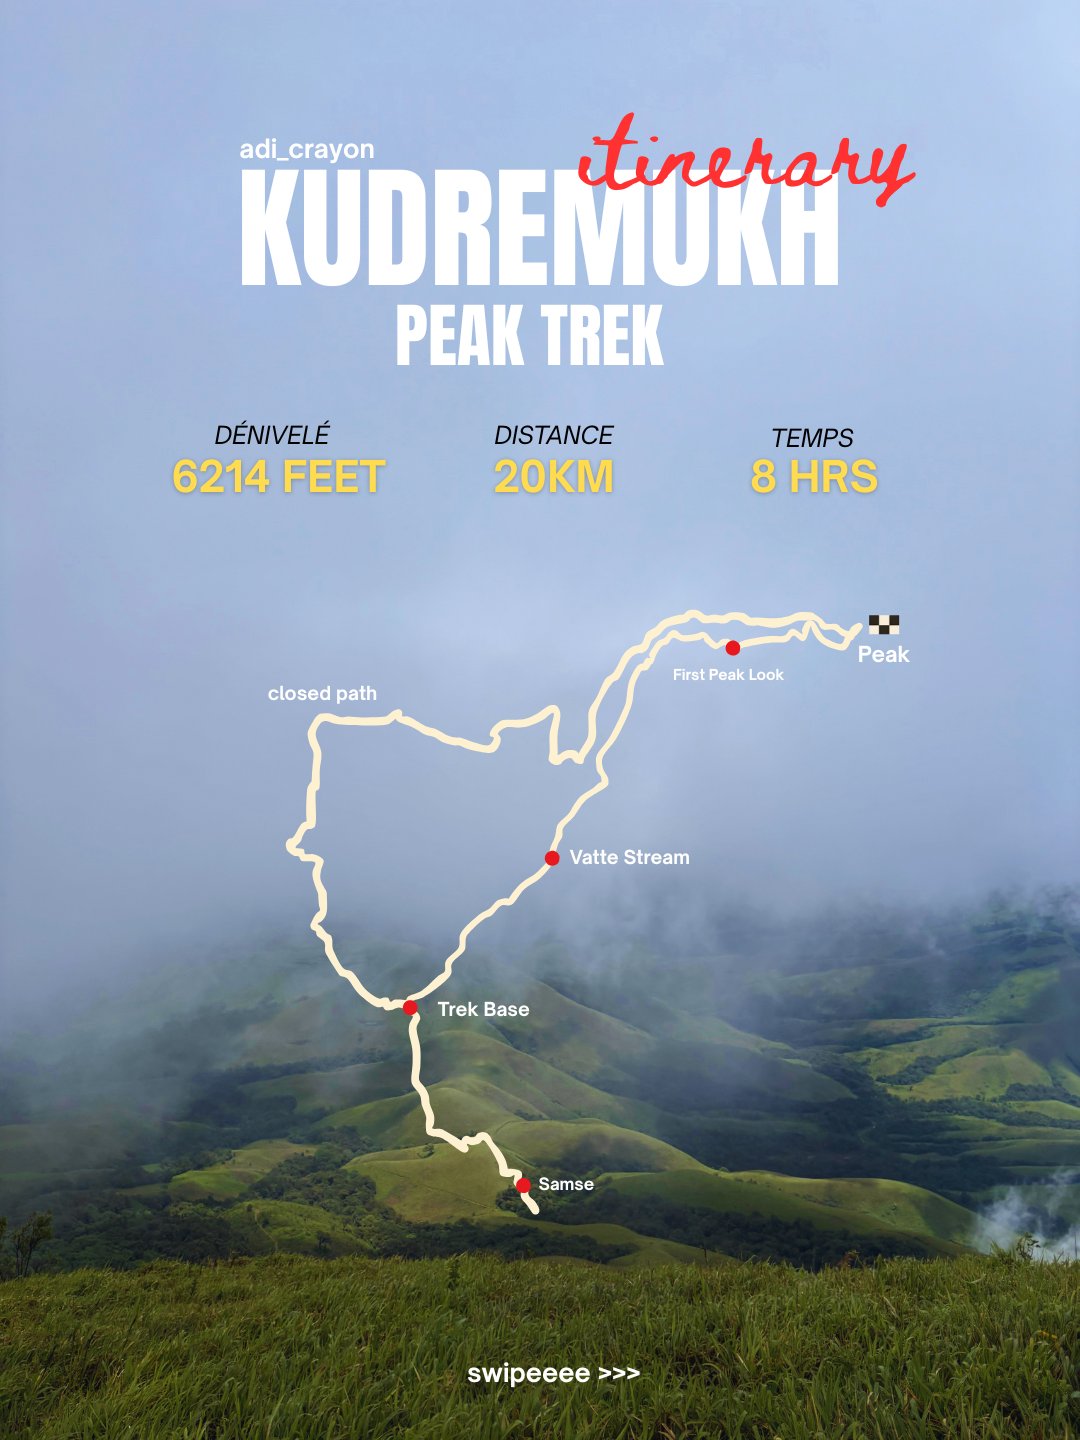 adi_crayon
itinerary
KUDREMUKH
PEAK TREK
DÉNIVELÉ
6214 FEET
DISTANCE
20KM
TEMPS
8 HRS
Peak
First Peak Look
closed path
Vatte Stream
Trek Base
Samse
swipeeee >>>